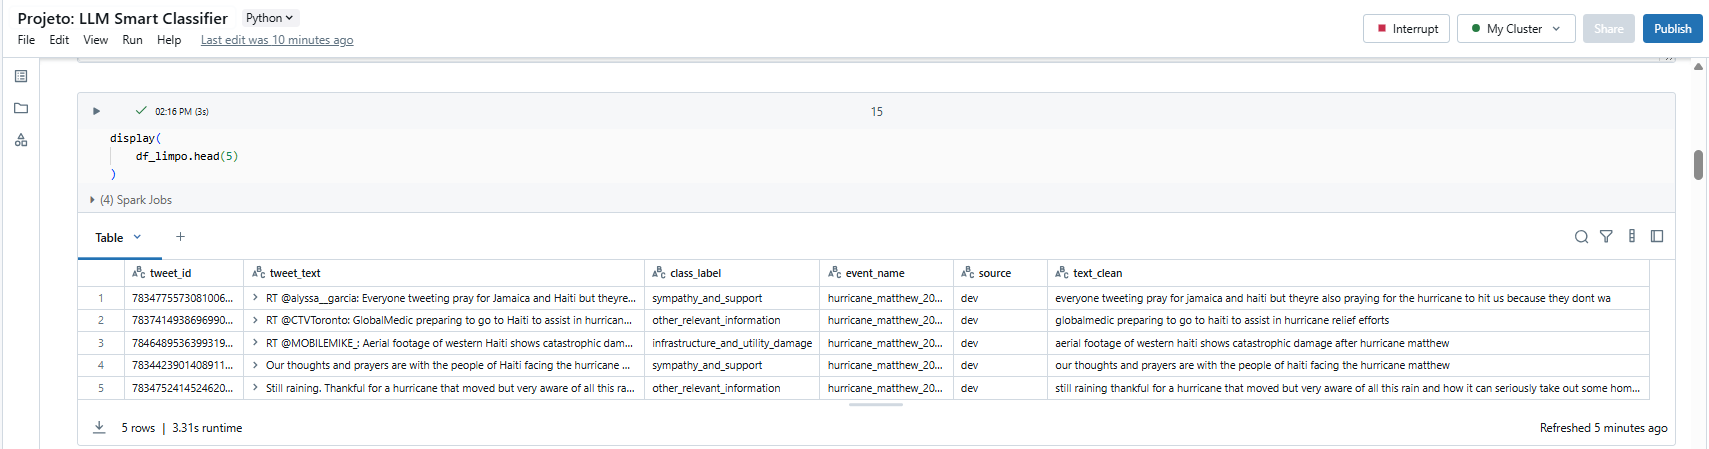 Projeto: LLM Smart Classifier Python
File Edit View Run Help Last edit was 10 minutes ago
Interrupt My Cluster Share Publish
02:16 PM (3s) 15
display(
df_limpo.head(5)
)
(4) Spark Jobs
Table +
tweet_id tweet_text class_label event_name source text_clean
1 7834775573081006... RT @alyssa__garcia: Everyone tweeting pray for Jamaica and Haiti but theyre... sympathy_and_support hurricane_matthew_20... dev everyone tweeting pray for jamaica and haiti but theyre also praying for the hurricane to hit us because they dont wa
2 7837414938696990... RT @CTVToronto: GlobalMedic preparing to go to Haiti to assist in hurrican... other_relevant_information hurricane_matthew_20... dev globalmedic preparing to go to haiti to assist in hurricane relief efforts
3 7846489536399319... RT @MOBILEMIKE_: Aerial footage of western Haiti shows catastrophic dam... infrastructure_and_utility_damage hurricane_matthew_20... dev aerial footage of western haiti shows catastrophic damage after hurricane matthew
4 7834423901408911... Our thoughts and prayers are with the people of Haiti facing the hurricane ... sympathy_and_support hurricane_matthew_20... dev our thoughts and prayers are with the people of haiti facing the hurricane matthew
5 7834752414524620... Still raining. Thankful for a hurricane that moved but very aware of all this ra... other_relevant_information hurricane_matthew_20... dev still raining thankful for a hurricane that moved but very aware of all this rain and how it can seriously take out some hom...
5 rows | 3.31s runtime Refreshed 5 minutes ago